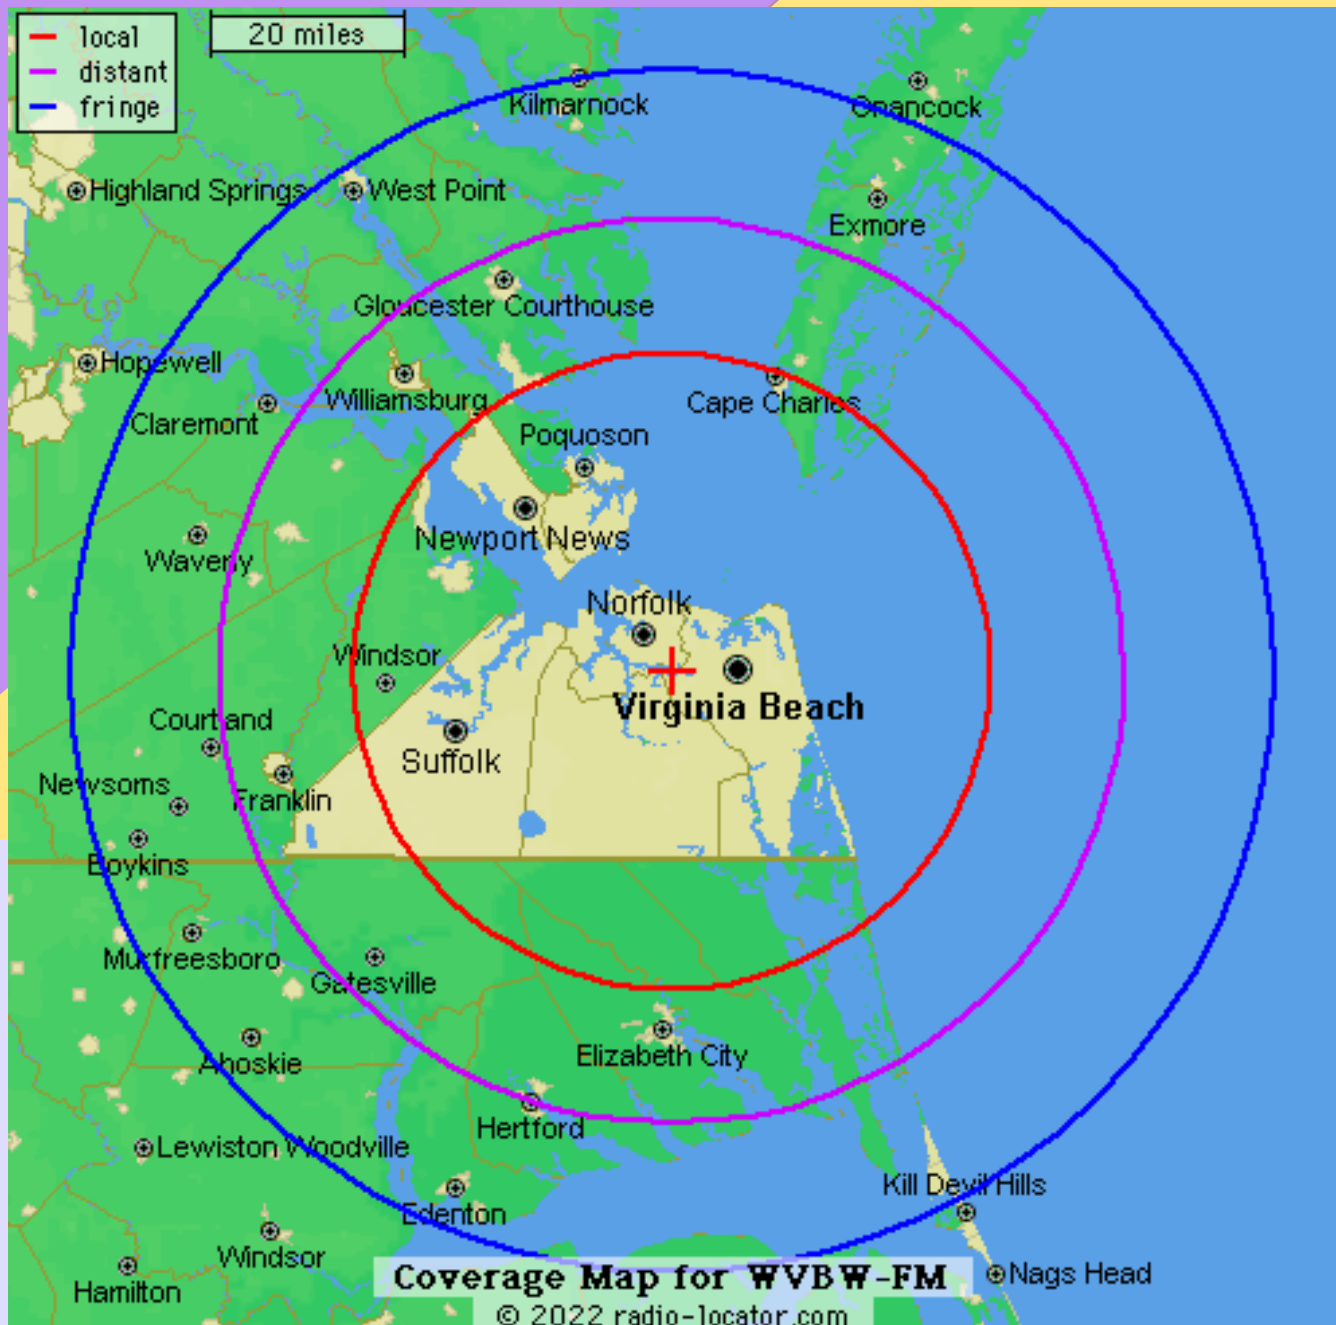 local
20 miles
distant
fringe
Kilmarnock
Onancock
Highland Springs
West Point
Exmore
Gloucester Courthouse
Hopewell
Williamsburg
Cape Charles
Claremont
Poquoson
Newport News
Waverly
Norfolk
Windsor
Virginia Beach
Courtland
Suffolk
Newsoms
Franklin
Boykins
Murfreesboro
Gatesville
Elizabeth City
Ahoskie
Hertford
Lewiston Woodville
Kill Devil Hills
Edenton
Windsor
Nags Head
Hamilton
Coverage Map for WVBW-FM
© 2022 radio-locator.com